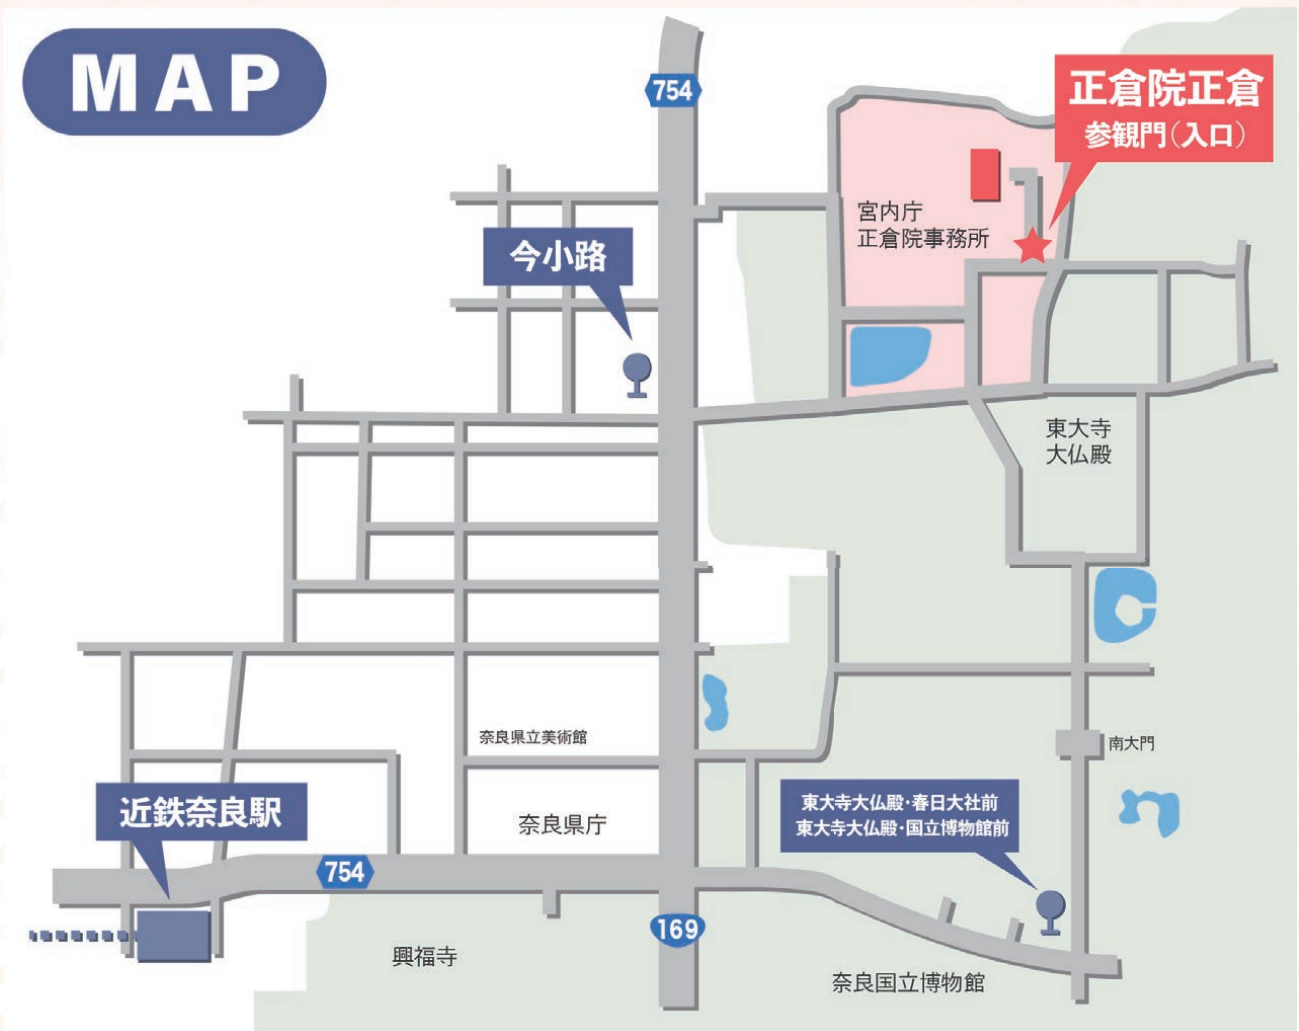 MAP
754
正倉院正倉
参観門(入口)
宮内庁
正倉院事務所
今小路
東大寺
大仏殿
奈良県立美術館
南大門
近鉄奈良駅
奈良県庁
東大寺大仏殿・春日大社前
東大寺大仏殿・国立博物館前
754
169
興福寺
奈良国立博物館